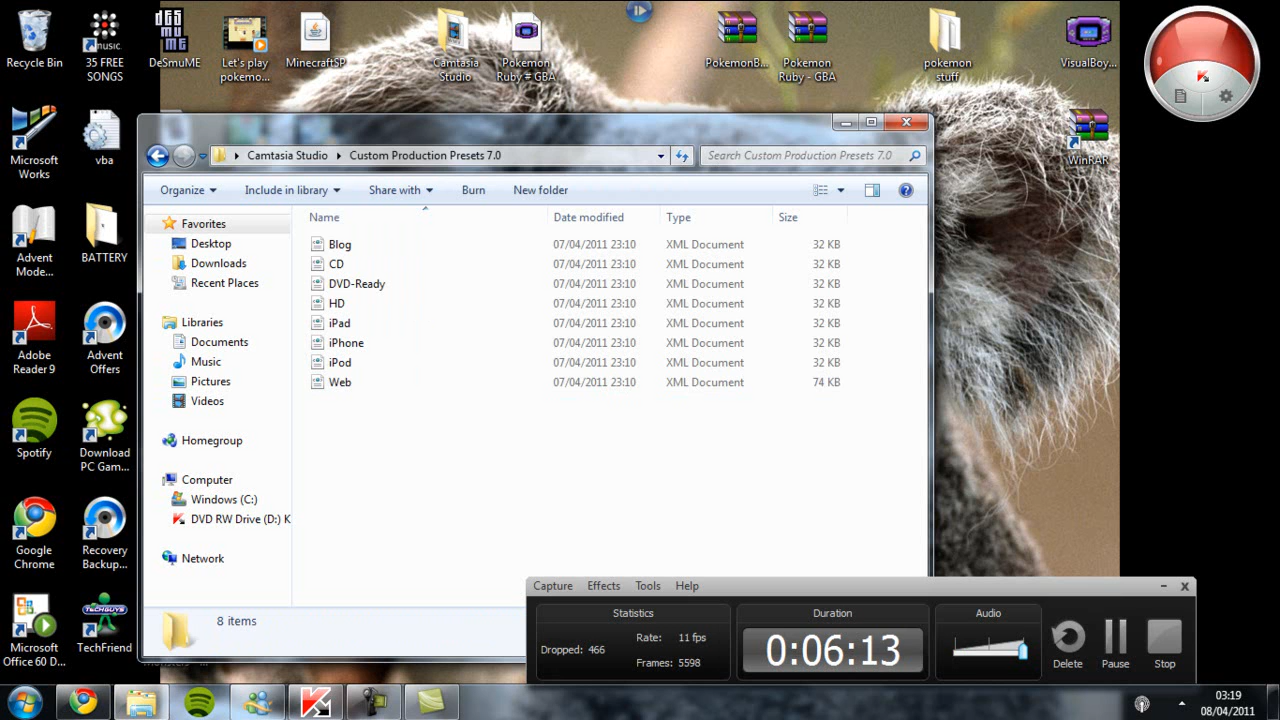 Recycle Bin
35 FREE SONGS
music
DeSmuME
DESMUME
Let's play pokemo...
MinecraftSP
Camtasia Studio
Pokemon Ruby # GBA
PokemonB...
Pokemon Ruby - GBA
pokemon stuff
VisualBoy...
WinRAR
Microsoft Works
vba
Advent Mode...
BATTERY
Adobe Reader 9
Advent Offers
Spotify
Download PC Gam...
Google Chrome
Recovery Backup...
Microsoft Office 60 D...
TECHGUYS
TechFriend
Camtasia Studio
Custom Production Presets 7.0
Search Custom Production Presets 7.0
Organize
Include in library
Share with
Burn
New folder
Favorites
Desktop
Downloads
Recent Places
Libraries
Documents
Music
Pictures
Videos
Homegroup
Computer
Windows (C:)
DVD RW Drive (D:) K
Network
Name Date modified Type Size
Blog 07/04/2011 23:10 XML Document 32 KB
CD 07/04/2011 23:10 XML Document 32 KB
DVD-Ready 07/04/2011 23:10 XML Document 32 KB
HD 07/04/2011 23:10 XML Document 32 KB
iPad 07/04/2011 23:10 XML Document 32 KB
iPhone 07/04/2011 23:10 XML Document 32 KB
iPod 07/04/2011 23:10 XML Document 32 KB
Web 07/04/2011 23:10 XML Document 74 KB
8 items
Capture Effects Tools Help
Statistics
Rate: 11 fps
Dropped: 466
Frames: 5598
Duration
0:06:13
Audio
Delete
Pause
Stop
03:19
08/04/2011